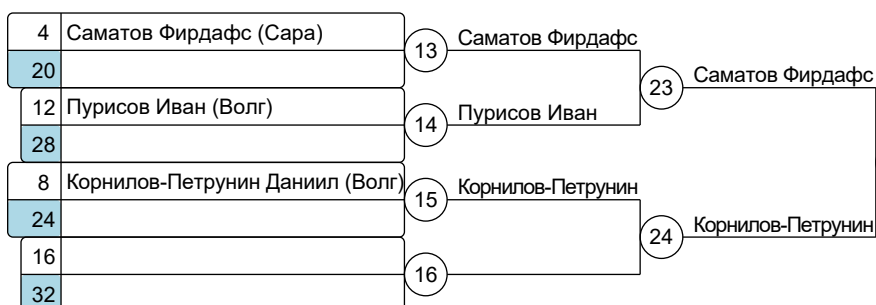 4 Саматов Фирдафс (Сара)
20
13 Саматов Фирдафс
23 Саматов Фирдафс
12 Пурисов Иван (Волг)
28
14 Пурисов Иван
8 Корнилов-Петрунин Даниил (Волг)
24
15 Корнилов-Петрунин
24 Корнилов-Петрунин
16
32
16